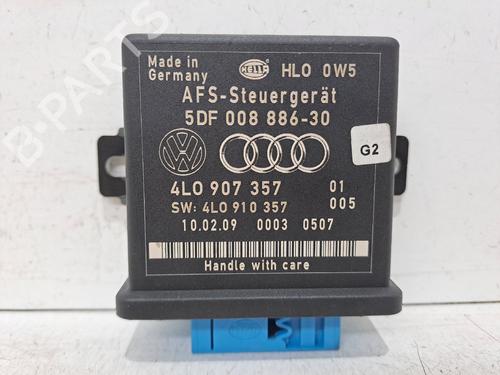 Made in
Germany
HELLA
HLO 0W5
AFS-Steuergerät
5DF 008 886-30
G2
4L0 907 357 01
SW: 4L0 910 357 005
10.02.09 0003 0507
Handle with care
B-Parts